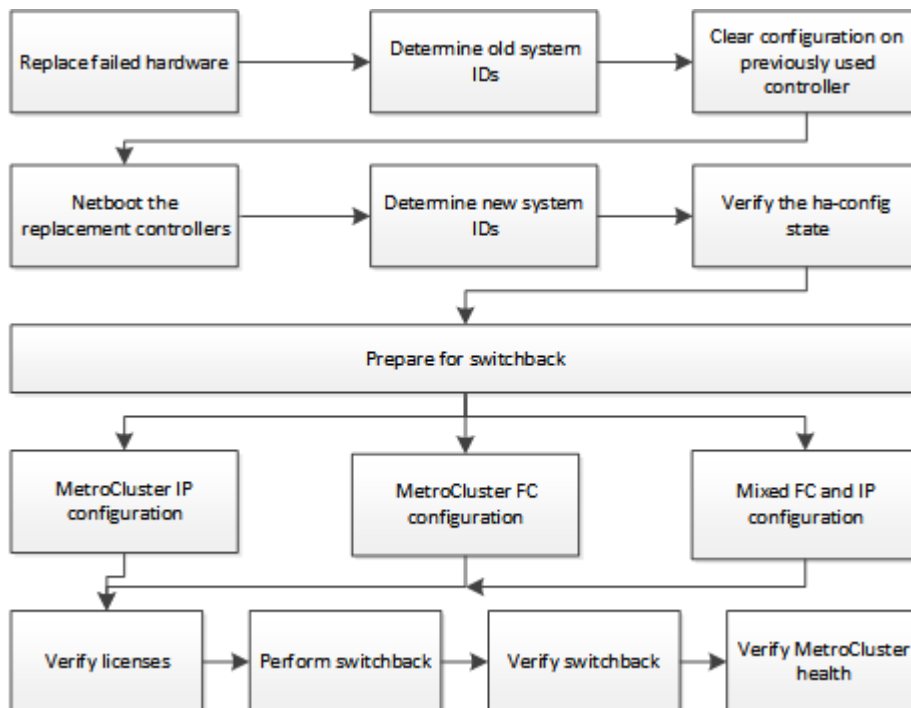 Replace failed hardware
Determine old system
IDs
Clear configuration on
previously used
controller
Netboot the
replacement controllers
Determine new system
IDs
Verify the ha-config
state
Prepare for switchback
MetroCluster IP
configuration
MetroCluster FC
configuration
Mixed FC and IP
configuration
Verify licenses
Perform switchback
Verify switchback
Verify MetroCluster
health